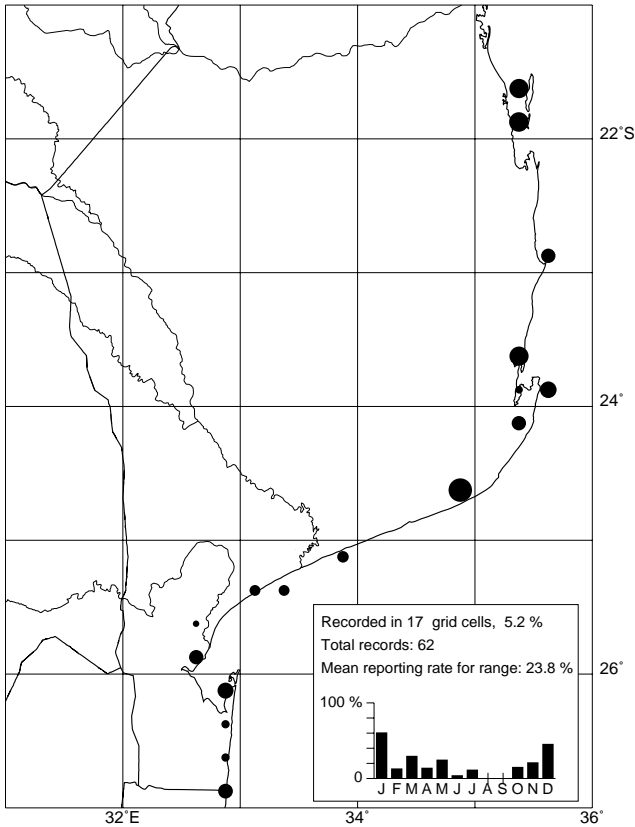 22°S
24°
Recorded in 17 grid cells, 5.2 %
Total records: 62
Mean reporting rate for range: 23.8 %
26°
100 %
0
J F M A M J J A S O N D
32°E 34° 36°